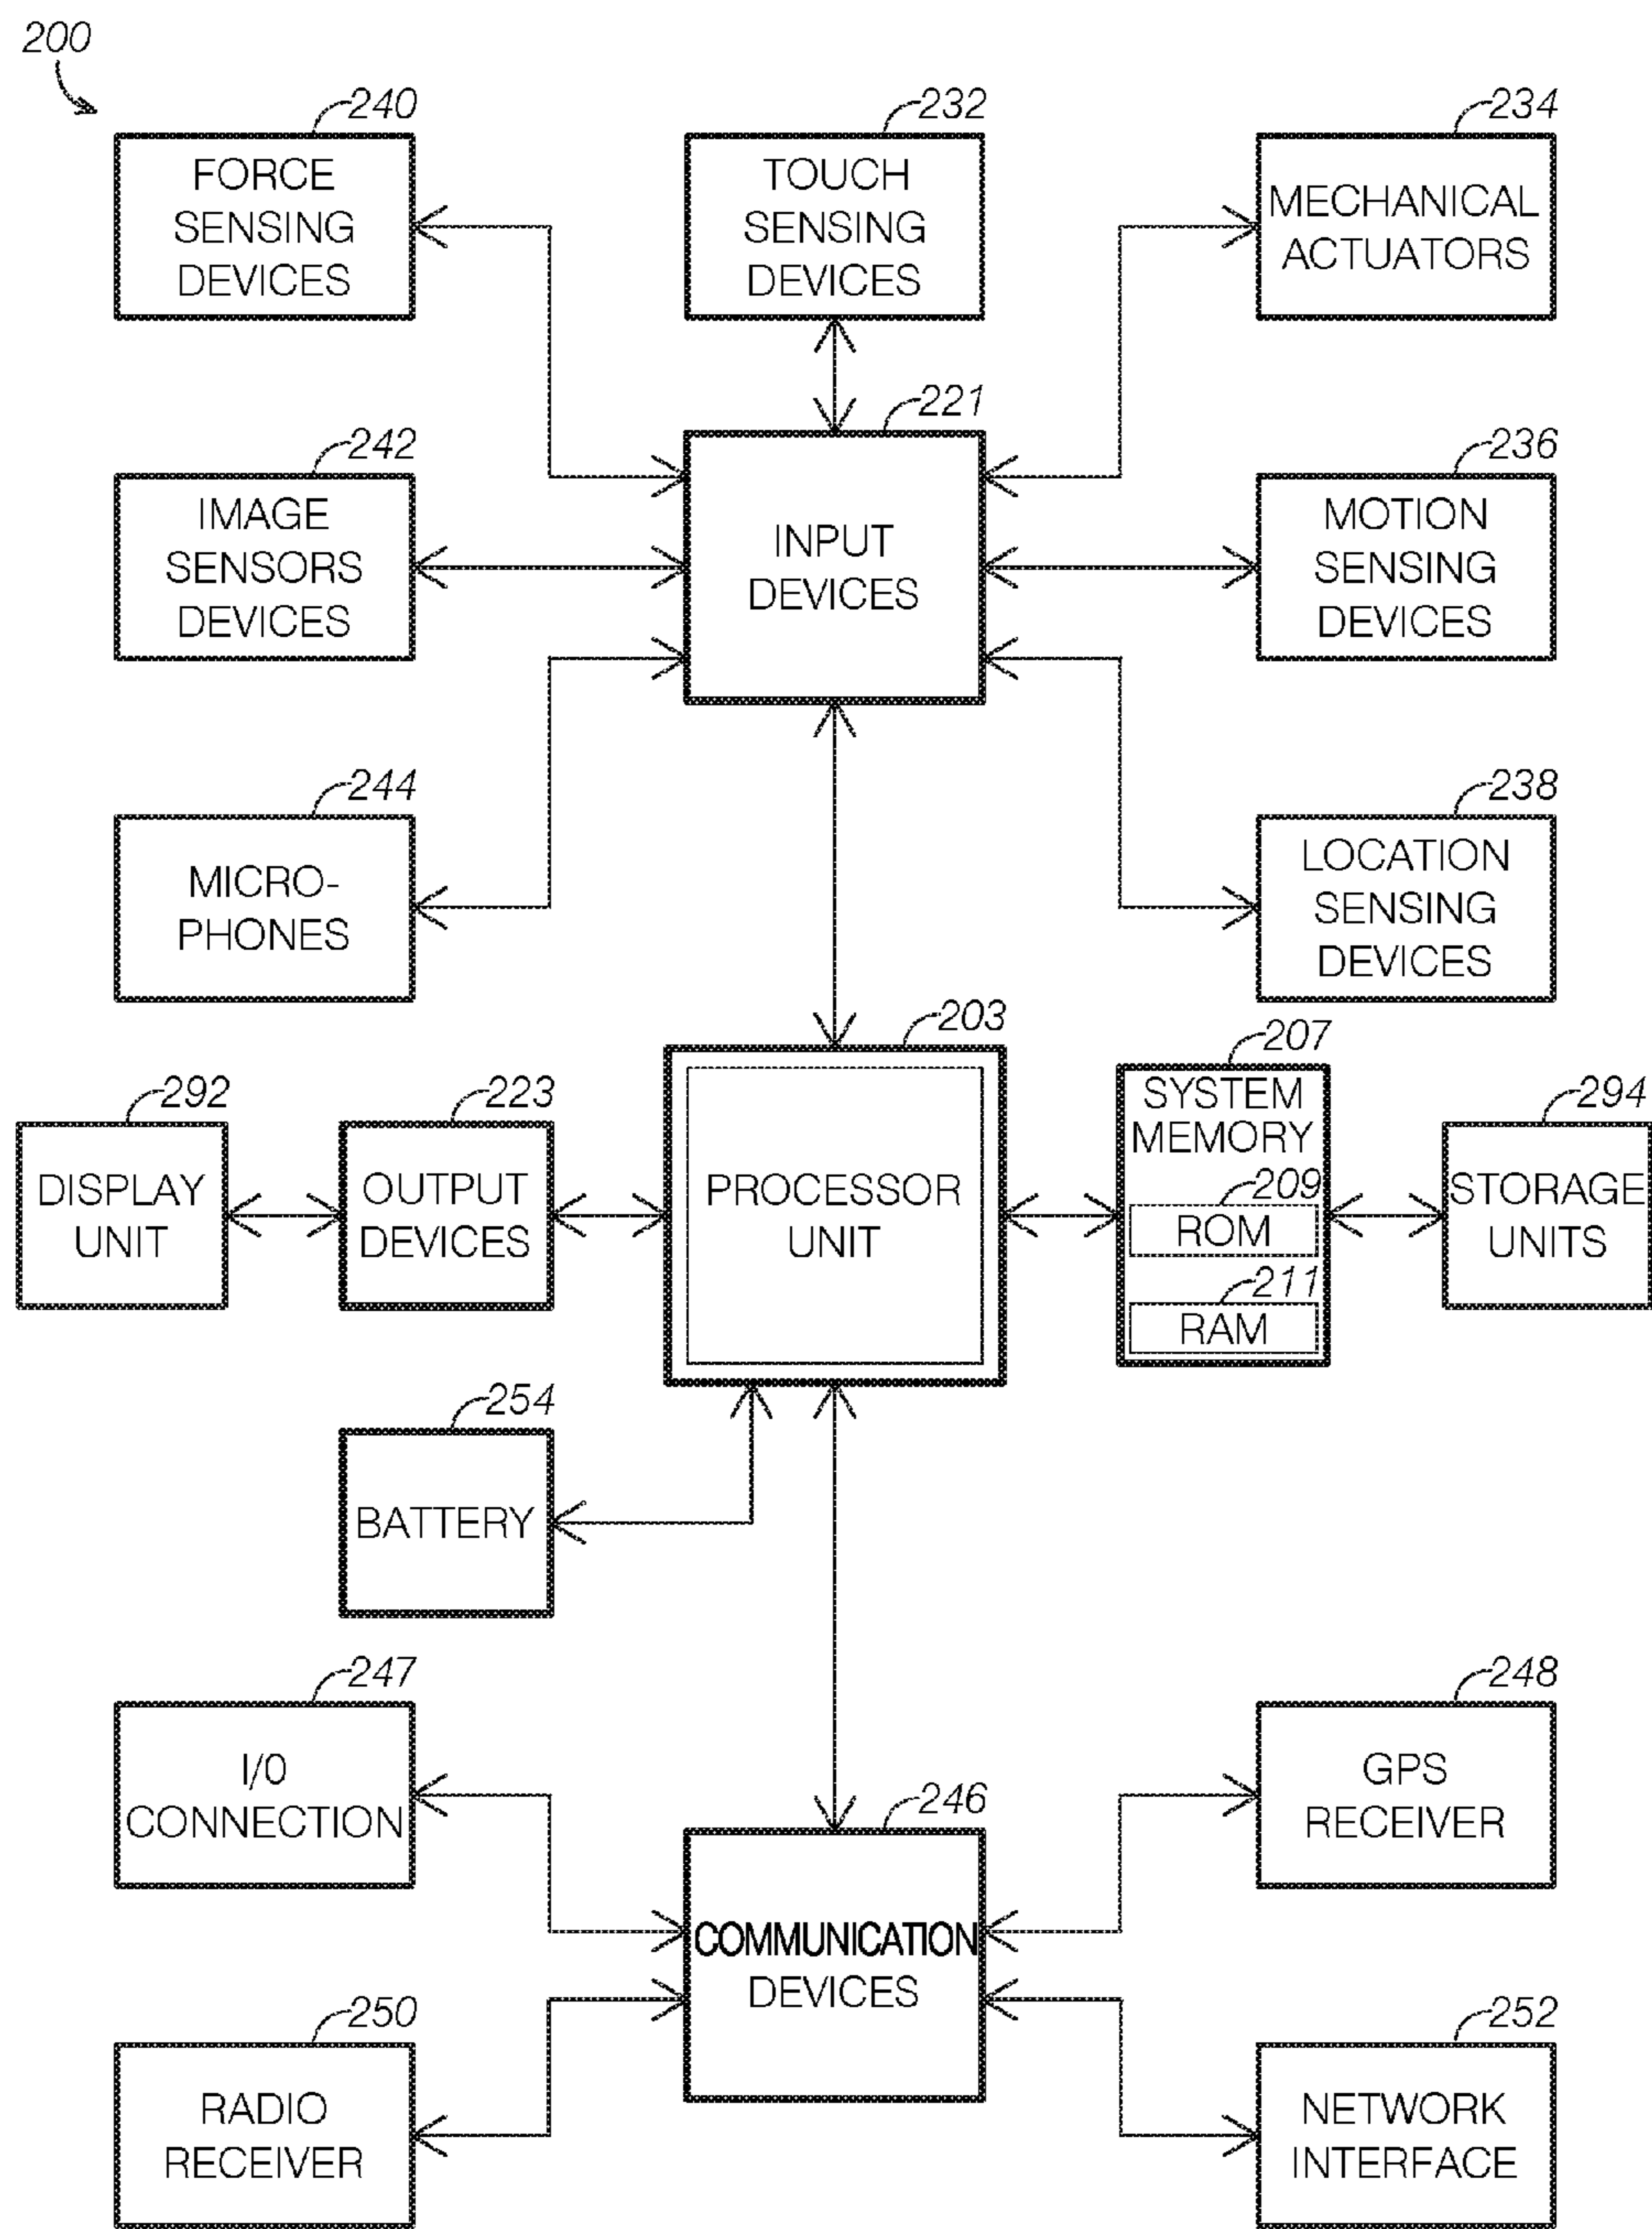 200
240
232
234
FORCE
SENSING
DEVICES
TOUCH
SENSING
DEVICES
MECHANICAL
ACTUATORS
242
221
236
IMAGE
SENSORS
DEVICES
INPUT
DEVICES
MOTION
SENSING
DEVICES
244
238
MICRO-
PHONES
LOCATION
SENSING
DEVICES
203
207
292
223
294
DISPLAY
UNIT
OUTPUT
DEVICES
PROCESSOR
UNIT
SYSTEM
MEMORY
209
ROM
211
RAM
STORAGE
UNITS
254
BATTERY
247
248
I/0
CONNECTION
GPS
RECEIVER
246
COMMUNICATION
DEVICES
250
252
RADIO
RECEIVER
NETWORK
INTERFACE